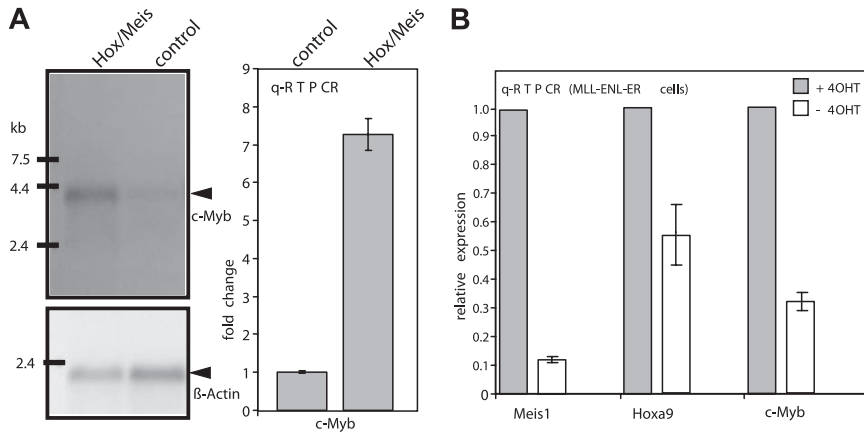 A
Hox/Meis
control
kb
7.5
4.4
2.4
c-Myb
2.4
ß-Actin
control
Hox/Meis
q-R T P CR
9
8
7
6
5
4
3
2
1
0
fold change
c-Myb
B
q-R T P CR (MLL-ENL-ER cells)
+ 4OHT
- 4OHT
1.0
0.9
0.8
0.7
0.6
0.5
0.4
0.3
0.2
0.1
0
relative expression
Meis1
Hoxa9
c-Myb